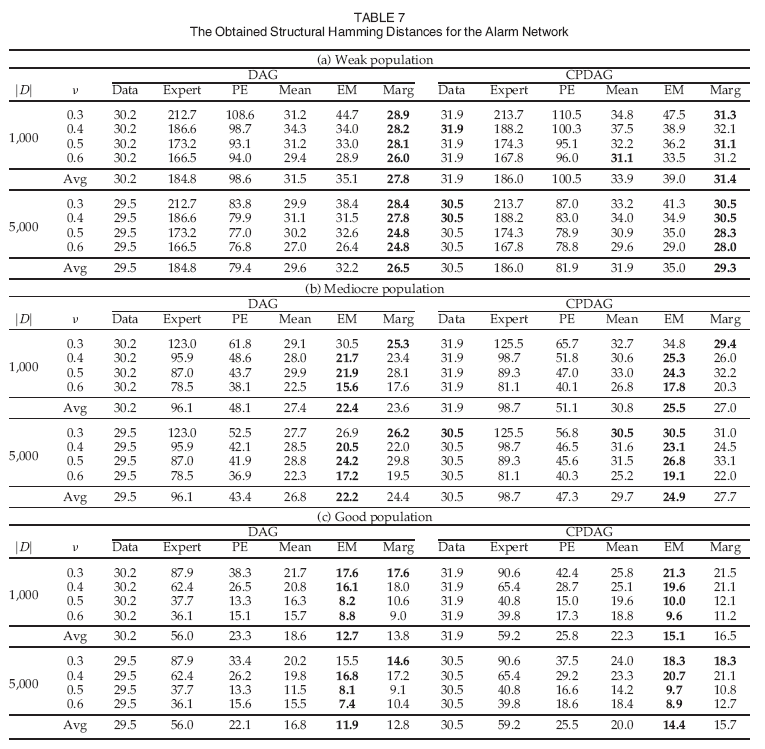 TABLE 7
The Obtained Structural Hamming Distances for the Alarm Network
(a) Weak population
DAG CPDAG
|D| ν Data Expert PE Mean EM Marg Data Expert PE Mean EM Marg
0.3 30.2 212.7 108.6 31.2 44.7 28.9 31.9 213.7 110.5 34.8 47.5 31.3
1,000 0.4 30.2 186.6 98.7 34.3 34.0 28.2 31.9 188.2 100.3 37.5 38.9 32.1
0.5 30.2 173.2 93.1 31.2 33.0 28.1 31.9 174.3 95.1 32.2 36.2 31.1
0.6 30.2 166.5 94.0 29.4 28.9 26.0 31.9 167.8 96.0 31.1 33.5 31.2
Avg 30.2 184.8 98.6 31.5 35.1 27.8 31.9 186.0 100.5 33.9 39.0 31.4
0.3 29.5 212.7 83.8 29.9 38.4 28.4 30.5 213.7 87.0 33.2 41.3 30.5
5,000 0.4 29.5 186.6 79.9 31.1 31.5 27.8 30.5 188.2 83.0 34.0 34.9 30.5
0.5 29.5 173.2 77.0 30.2 32.6 24.8 30.5 174.3 78.9 30.9 35.0 28.3
0.6 29.5 166.5 76.8 27.0 26.4 24.8 30.5 167.8 78.8 29.6 29.0 28.0
Avg 29.5 184.8 79.4 29.6 32.2 26.5 30.5 186.0 81.9 31.9 35.0 29.3
(b) Mediocre population
DAG CPDAG
|D| ν Data Expert PE Mean EM Marg Data Expert PE Mean EM Marg
0.3 30.2 123.0 61.8 29.1 30.5 25.3 31.9 125.5 65.7 32.7 34.8 29.4
1,000 0.4 30.2 95.9 48.6 28.0 21.7 23.4 31.9 98.7 51.8 30.6 25.3 26.0
0.5 30.2 87.0 43.7 29.9 21.9 28.1 31.9 89.3 47.0 33.0 24.3 32.2
0.6 30.2 78.5 38.1 22.5 15.6 17.6 31.9 81.1 40.1 26.8 17.8 20.3
Avg 30.2 96.1 48.1 27.4 22.4 23.6 31.9 98.7 51.1 30.8 25.5 27.0
0.3 29.5 123.0 52.5 27.7 26.9 26.2 30.5 125.5 56.8 30.5 30.5 31.0
5,000 0.4 29.5 95.9 42.1 28.5 20.5 22.0 30.5 98.7 46.5 31.6 23.1 24.5
0.5 29.5 87.0 41.9 28.8 24.2 29.8 30.5 89.3 45.6 31.5 26.8 33.1
0.6 29.5 78.5 36.9 22.3 17.2 19.5 30.5 81.1 40.3 25.2 19.1 22.0
Avg 29.5 96.1 43.4 26.8 22.2 24.4 30.5 98.7 47.3 29.7 24.9 27.7
(c) Good population
DAG CPDAG
|D| ν Data Expert PE Mean EM Marg Data Expert PE Mean EM Marg
0.3 30.2 87.9 38.3 21.7 17.6 17.6 31.9 90.6 42.4 25.8 21.3 21.5
1,000 0.4 30.2 62.4 26.5 20.8 16.1 18.0 31.9 65.4 28.7 25.1 19.6 21.1
0.5 30.2 37.7 13.3 16.3 8.2 10.6 31.9 40.8 15.0 19.6 10.0 12.1
0.6 30.2 36.1 15.1 15.7 8.8 9.0 31.9 39.8 17.3 18.8 9.6 11.2
Avg 30.2 56.0 23.3 18.6 12.7 13.8 31.9 59.2 25.8 22.3 15.1 16.5
0.3 29.5 87.9 33.4 20.2 15.5 14.6 30.5 90.6 37.5 24.0 18.3 18.3
5,000 0.4 29.5 62.4 26.2 19.8 16.8 17.2 30.5 65.4 29.2 23.3 20.7 21.1
0.5 29.5 37.7 13.3 11.5 8.1 9.1 30.5 40.8 16.6 14.2 9.7 10.8
0.6 29.5 36.1 15.6 15.5 7.4 10.4 30.5 39.8 18.6 18.4 8.9 12.7
Avg 29.5 56.0 22.1 16.8 11.9 12.8 30.5 59.2 25.5 20.0 14.4 15.7